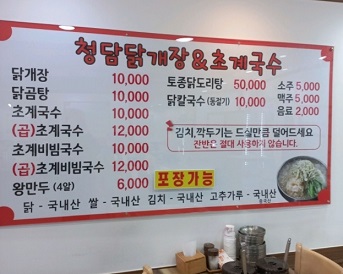 청담닭개장&초계국수
닭개장 10,000
닭곰탕 10,000
초계국수 10,000
(곱)초계국수 12,000
초계비빔국수 10,000
(곱)초계비빔국수 12,000
왕만두 (4알) 6,000
토종닭도리탕 50,000
닭칼국수 (동절기) 10,000
소주 5,000
맥주 5,000
음료 2,000
김치,깍두기는 드실만큼 덜어드세요
잔반은 절대 사용하지 않습니다.
포장가능
닭 - 국내산 쌀 - 국내산 김치 - 국내산 고추가루 - 국내산